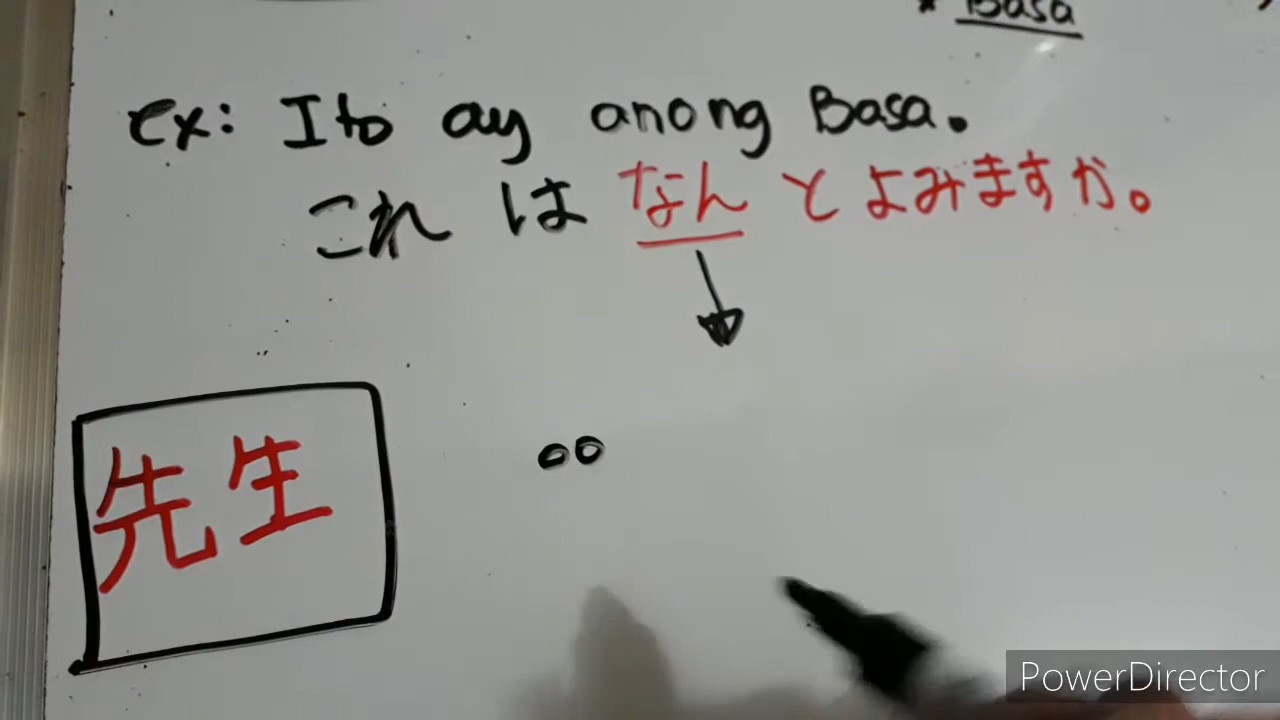 * Basa
ex: Ito ay anong Basa.
これ は なん と よみますか。
先生
oo
PowerDirector